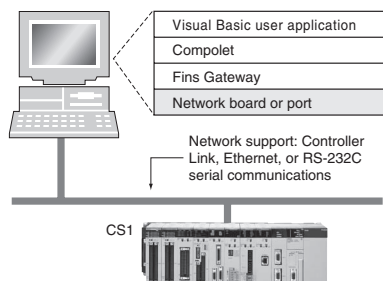 Visual Basic user application
Compolet
Fins Gateway
Network board or port
Network support: Controller
Link, Ethernet, or RS-232C
serial communications
CS1